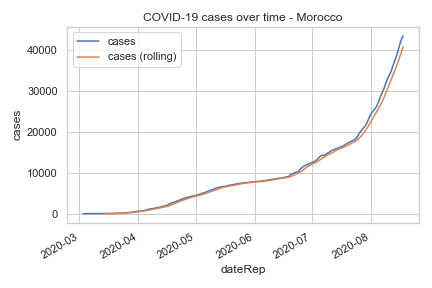 COVID-19 cases over time - Morocco
cases
cases (rolling)
40000
30000
20000
10000
0
cases
2020-03
2020-04
2020-05
2020-06
2020-07
2020-08
dateRep